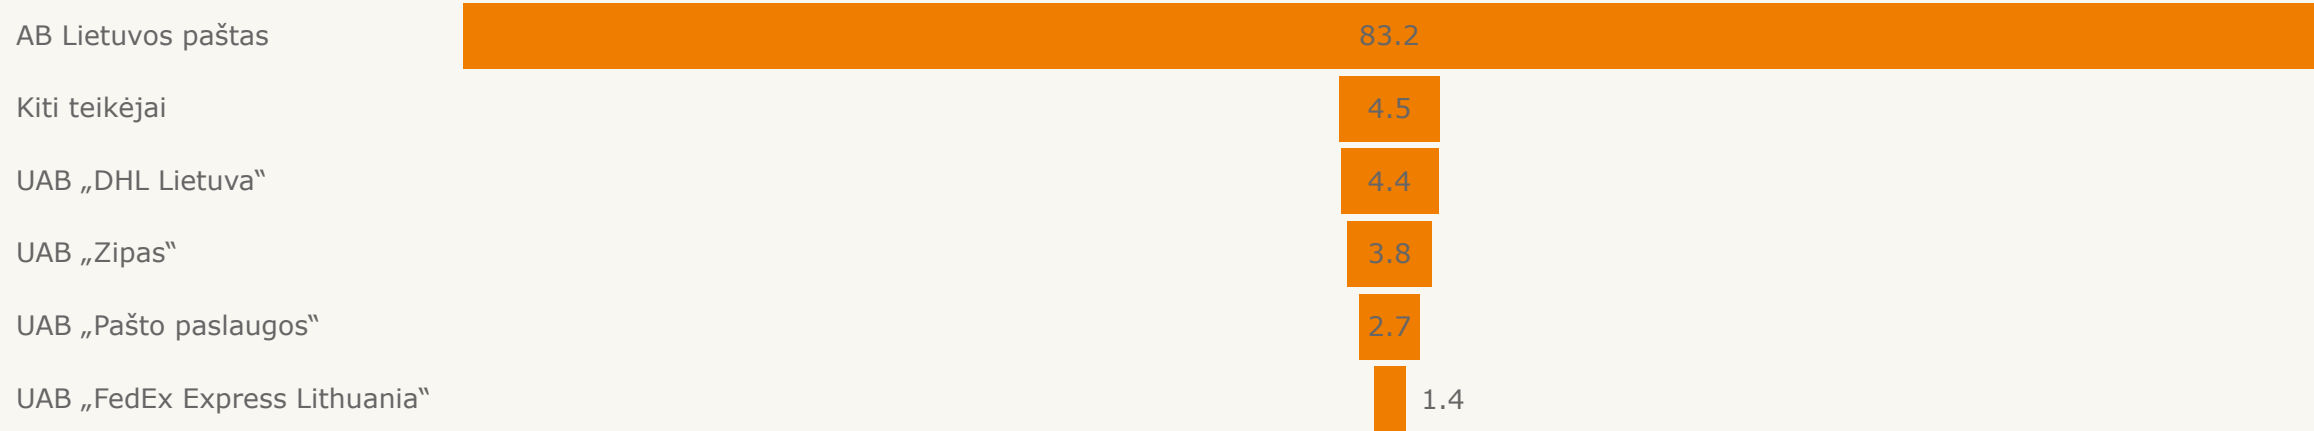 AB Lietuvos paštas 83.2
Kiti teikėjai 4.5
UAB „DHL Lietuva“ 4.4
UAB „Zipas“ 3.8
UAB „Pašto paslaugos“ 2.7
UAB „FedEx Express Lithuania“ 1.4